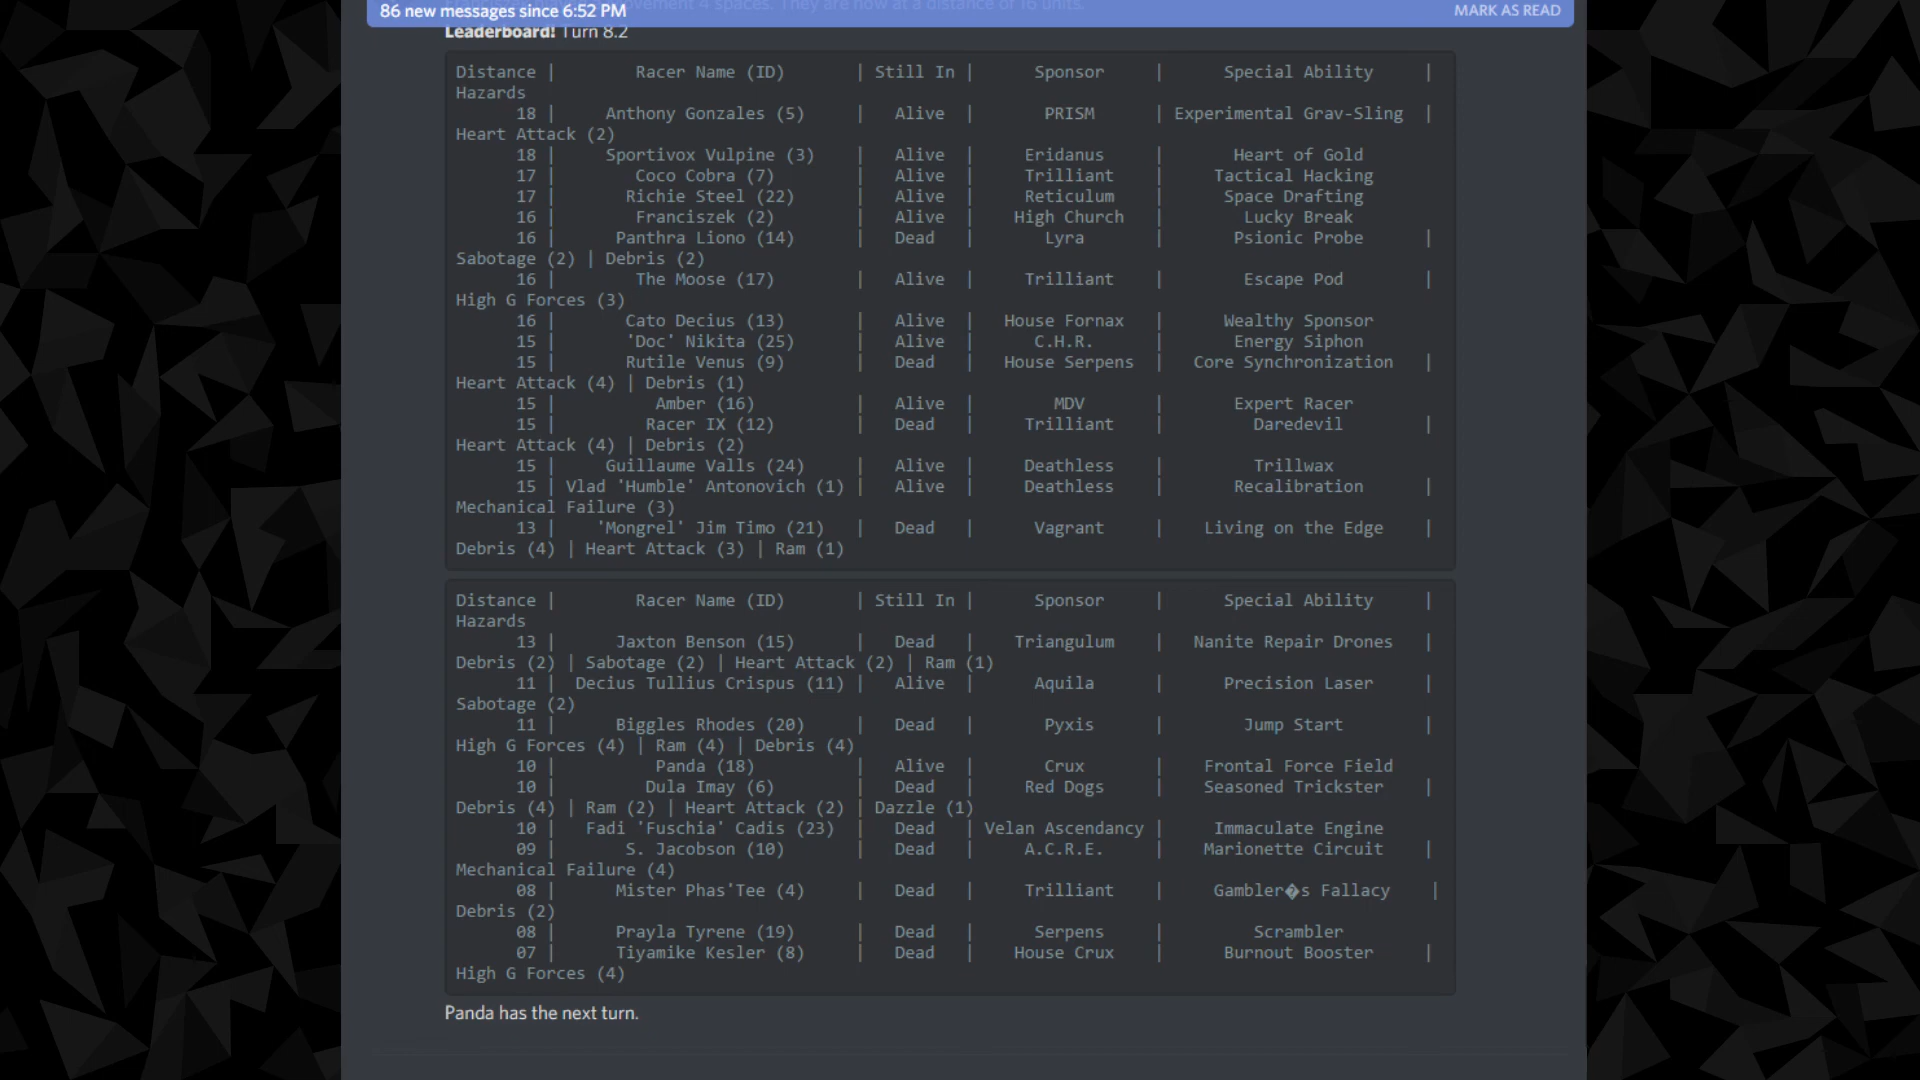 86 new messages since 6:52 PM MARK AS READ
vement 4 spaces. They are now at a distance of 16 units.
Leaderboard! Turn 8.2
Distance | Racer Name (ID) | Still In | Sponsor | Special Ability |
Hazards
18 | Anthony Gonzales (5) | Alive | PRISM | Experimental Grav-Sling |
Heart Attack (2)
18 | Sportivox Vulpine (3) | Alive | Eridanus | Heart of Gold
17 | Coco Cobra (7) | Alive | Trilliant | Tactical Hacking
17 | Richie Steel (22) | Alive | Reticulum | Space Drafting
16 | Franciszek (2) | Alive | High Church | Lucky Break
16 | Panthra Liono (14) | Dead | Lyra | Psionic Probe |
Sabotage (2) | Debris (2)
16 | The Moose (17) | Alive | Trilliant | Escape Pod |
High G Forces (3)
16 | Cato Decius (13) | Alive | House Fornax | Wealthy Sponsor
15 | 'Doc' Nikita (25) | Alive | C.H.R. | Energy Siphon
15 | Rutile Venus (9) | Dead | House Serpens | Core Synchronization |
Heart Attack (4) | Debris (1)
15 | Amber (16) | Alive | MDV | Expert Racer
15 | Racer IX (12) | Dead | Trilliant | Daredevil |
Heart Attack (4) | Debris (2)
15 | Guillaume Valls (24) | Alive | Deathless | Trillwax
15 | Vlad 'Humble' Antonovich (1) | Alive | Deathless | Recalibration |
Mechanical Failure (3)
13 | 'Mongrel' Jim Timo (21) | Dead | Vagrant | Living on the Edge |
Debris (4) | Heart Attack (3) | Ram (1)
Distance | Racer Name (ID) | Still In | Sponsor | Special Ability |
Hazards
13 | Jaxton Benson (15) | Dead | Triangulum | Nanite Repair Drones |
Debris (2) | Sabotage (2) | Heart Attack (2) | Ram (1)
11 | Decius Tullius Crispus (11) | Alive | Aquila | Precision Laser |
Sabotage (2)
11 | Biggles Rhodes (20) | Dead | Pyxis | Jump Start |
High G Forces (4) | Ram (4) | Debris (4)
10 | Panda (18) | Alive | Crux | Frontal Force Field
10 | Dula Imay (6) | Dead | Red Dogs | Seasoned Trickster |
Debris (4) | Ram (2) | Heart Attack (2) | Dazzle (1)
10 | Fadi 'Fuschia' Cadis (23) | Dead | Velan Ascendancy | Immaculate Engine
09 | S. Jacobson (10) | Dead | A.C.R.E. | Marionette Circuit |
Mechanical Failure (4)
08 | Mister Phas'Tee (4) | Dead | Trilliant | Gambler�s Fallacy |
Debris (2)
08 | Prayla Tyrene (19) | Dead | Serpens | Scrambler
07 | Tiyamike Kesler (8) | Dead | House Crux | Burnout Booster |
High G Forces (4)
Panda has the next turn.